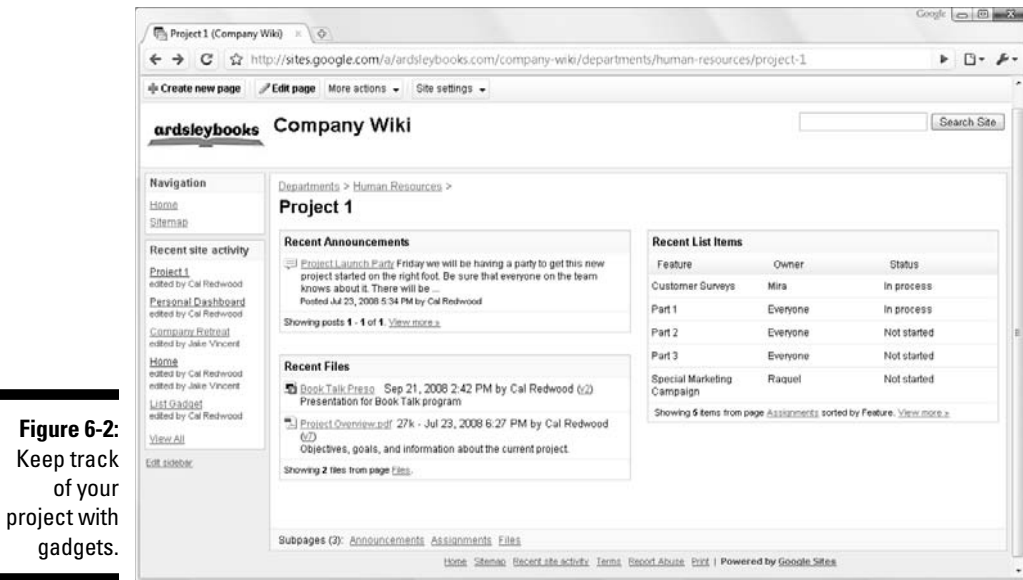 Google
Project 1 (Company Wiki)
http://sites.google.com/a/ardsleybooks.com/company-wiki/departments/human-resources/project-1
Create new page Edit page More actions Site settings
ardsleybooks Company Wiki
Search Site
Navigation
Home
Sitemap
Recent site activity
Project 1
edited by Cal Redwood
Personal Dashboard
edited by Cal Redwood
Company Retreat
edited by Jake Vincent
Home
edited by Cal Redwood
edited by Jake Vincent
List Gadget
edited by Cal Redwood
View All
Edit sidebar
Departments > Human Resources >
Project 1
Recent Announcements
Project Launch Party Friday we will be having a party to get this new
project started on the right foot. Be sure that everyone on the team
knows about it. There will be ...
Posted Jul 23, 2008 5:34 PM by Cal Redwood
Showing posts 1 - 1 of 1. View more »
Recent Files
Book Talk Preso Sep 21, 2008 2:42 PM by Cal Redwood (v2)
Presentation for Book Talk program
Project Overview.pdf 27k - Jul 23, 2008 6:27 PM by Cal Redwood
(v7)
Objectives, goals, and information about the current project.
Showing 2 files from page Files.
Recent List Items
Feature Owner Status
Customer Surveys Mira In process
Part 1 Everyone In process
Part 2 Everyone Not started
Part 3 Everyone Not started
Special Marketing
Campaign Raquel Not started
Showing 5 items from page Assignments sorted by Feature. View more »
Subpages (3): Announcements Assignments Files
Home Sitemap Recent site activity Terms Report Abuse Print | Powered by Google Sites
Figure 6-2:
Keep track
of your
project with
gadgets.